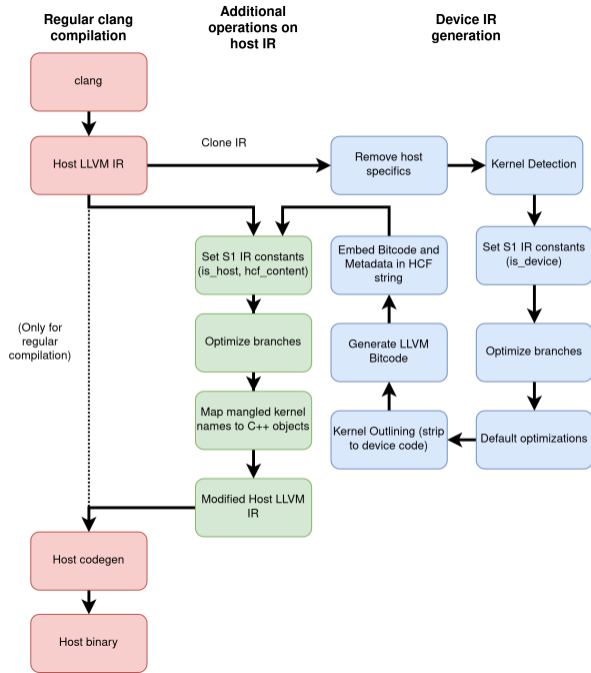 Regular clang
compilation
Additional
operations on
host IR
Device IR
generation
clang
Host LLVM IR
Clone IR
Remove host
specifics
Kernel Detection
Set S1 IR constants
(is_host, hcf_content)
Embed Bitcode and
Metadata in HCF
string
Set S1 IR constants
(is_device)
(Only for
regular
compilation)
Optimize branches
Generate LLVM
Bitcode
Optimize branches
Map mangled kernel
names to C++ objects
Kernel Outlining (strip
to device code)
Default optimizations
Modified Host LLVM
IR
Host codegen
Host binary